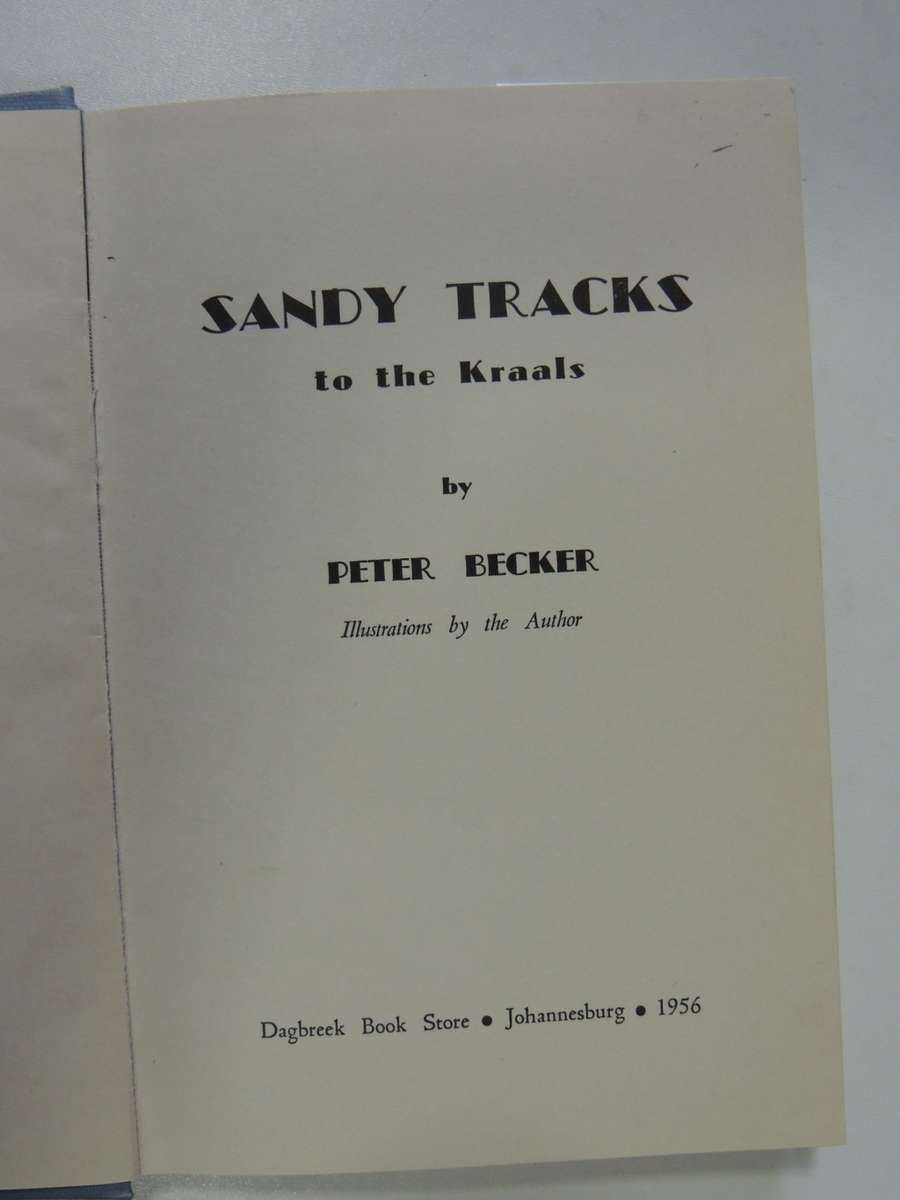 SANDY TRACKS
to the Kraals
by
PETER BECKER
Illustrations by the Author
Dagbreek Book Store • Johannesburg • 1956